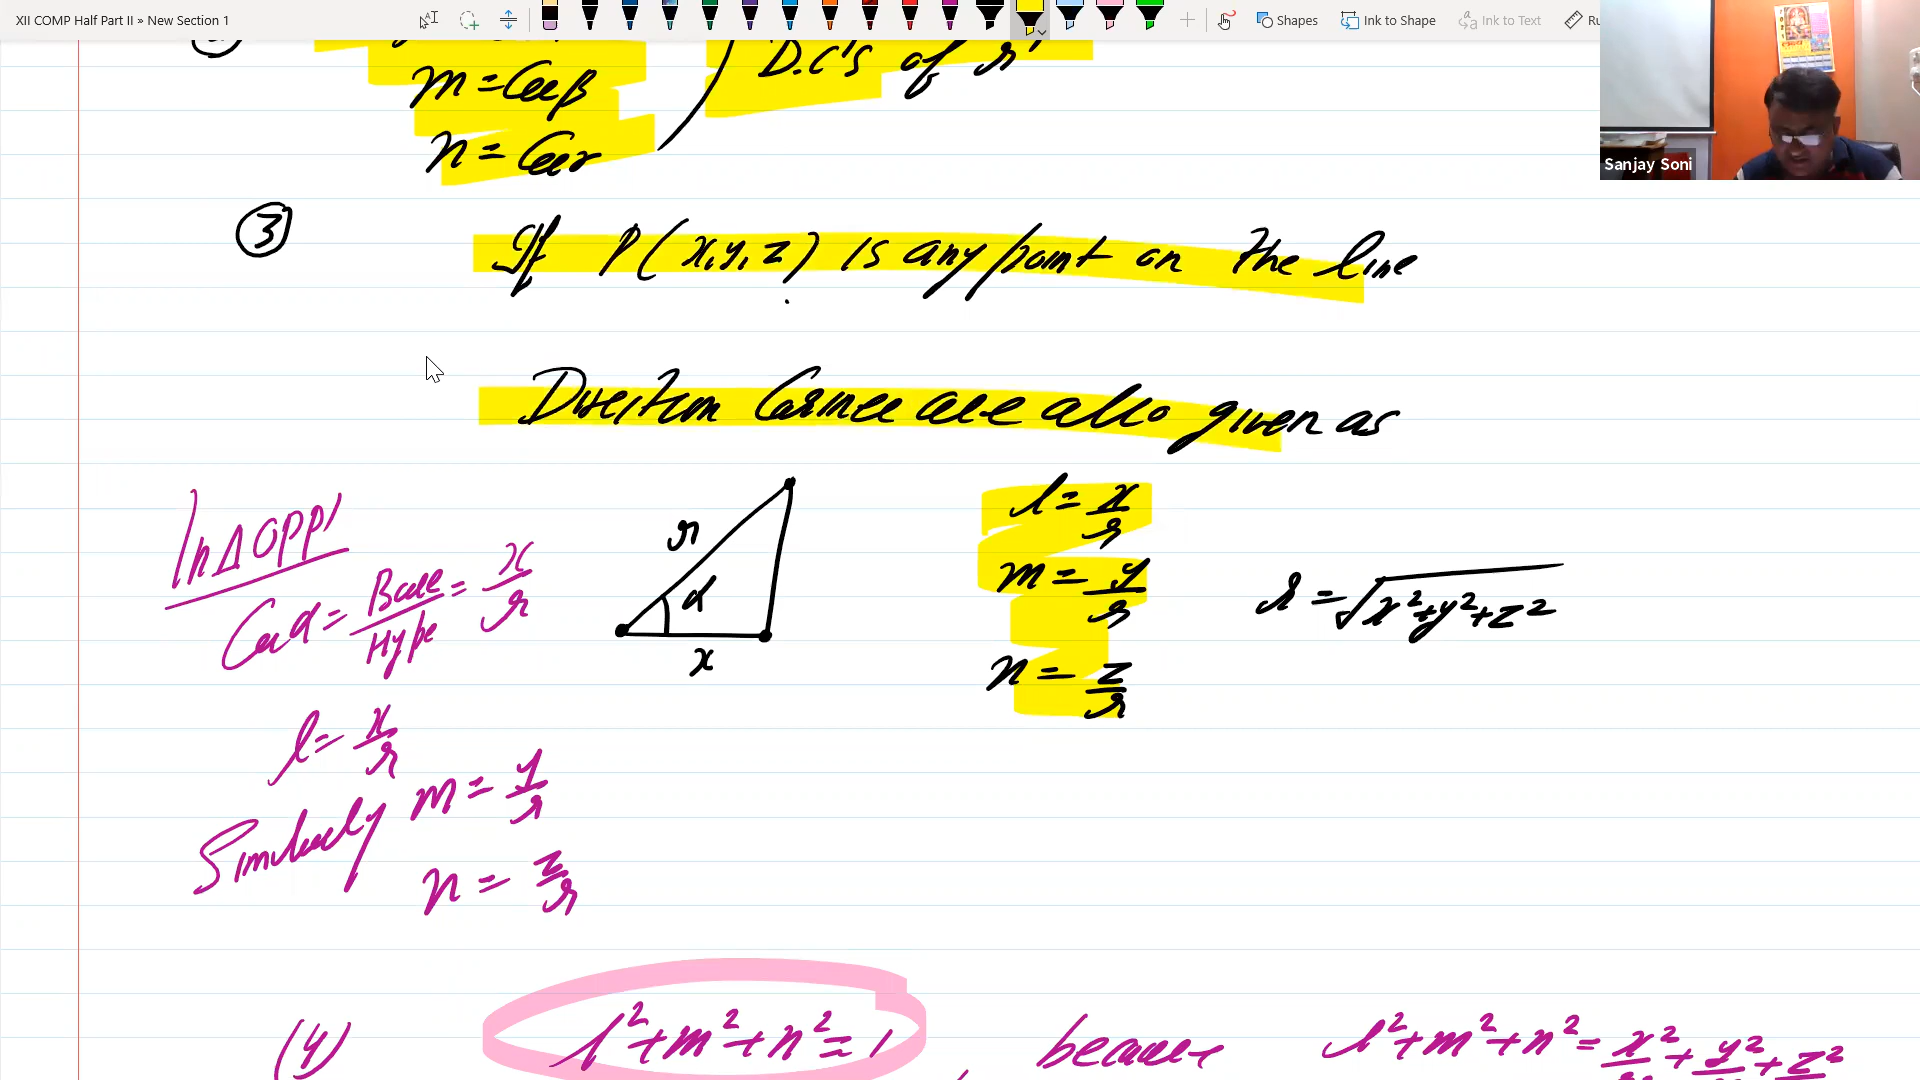 XII COMP Half Part II » New Section 1
Shapes
Ink to Shape
Ink to Text
Ru
Sanjay Soni
m = Cosβ
D.C's of r'
n = Cosγ
③
If P(x, y, z) is any point on the line
Direction Cosines are also given as
In Δ OPP'
Cosα = Base/Hype = x/r
r
α
x
l = x/r
m = y/r
n = z/r
r = √x²+y²+z²
l = x/r
Similarly m = y/r
n = z/r
(4)
l²+m²+n² = 1
because
l²+m²+n² = x² + y² + z²